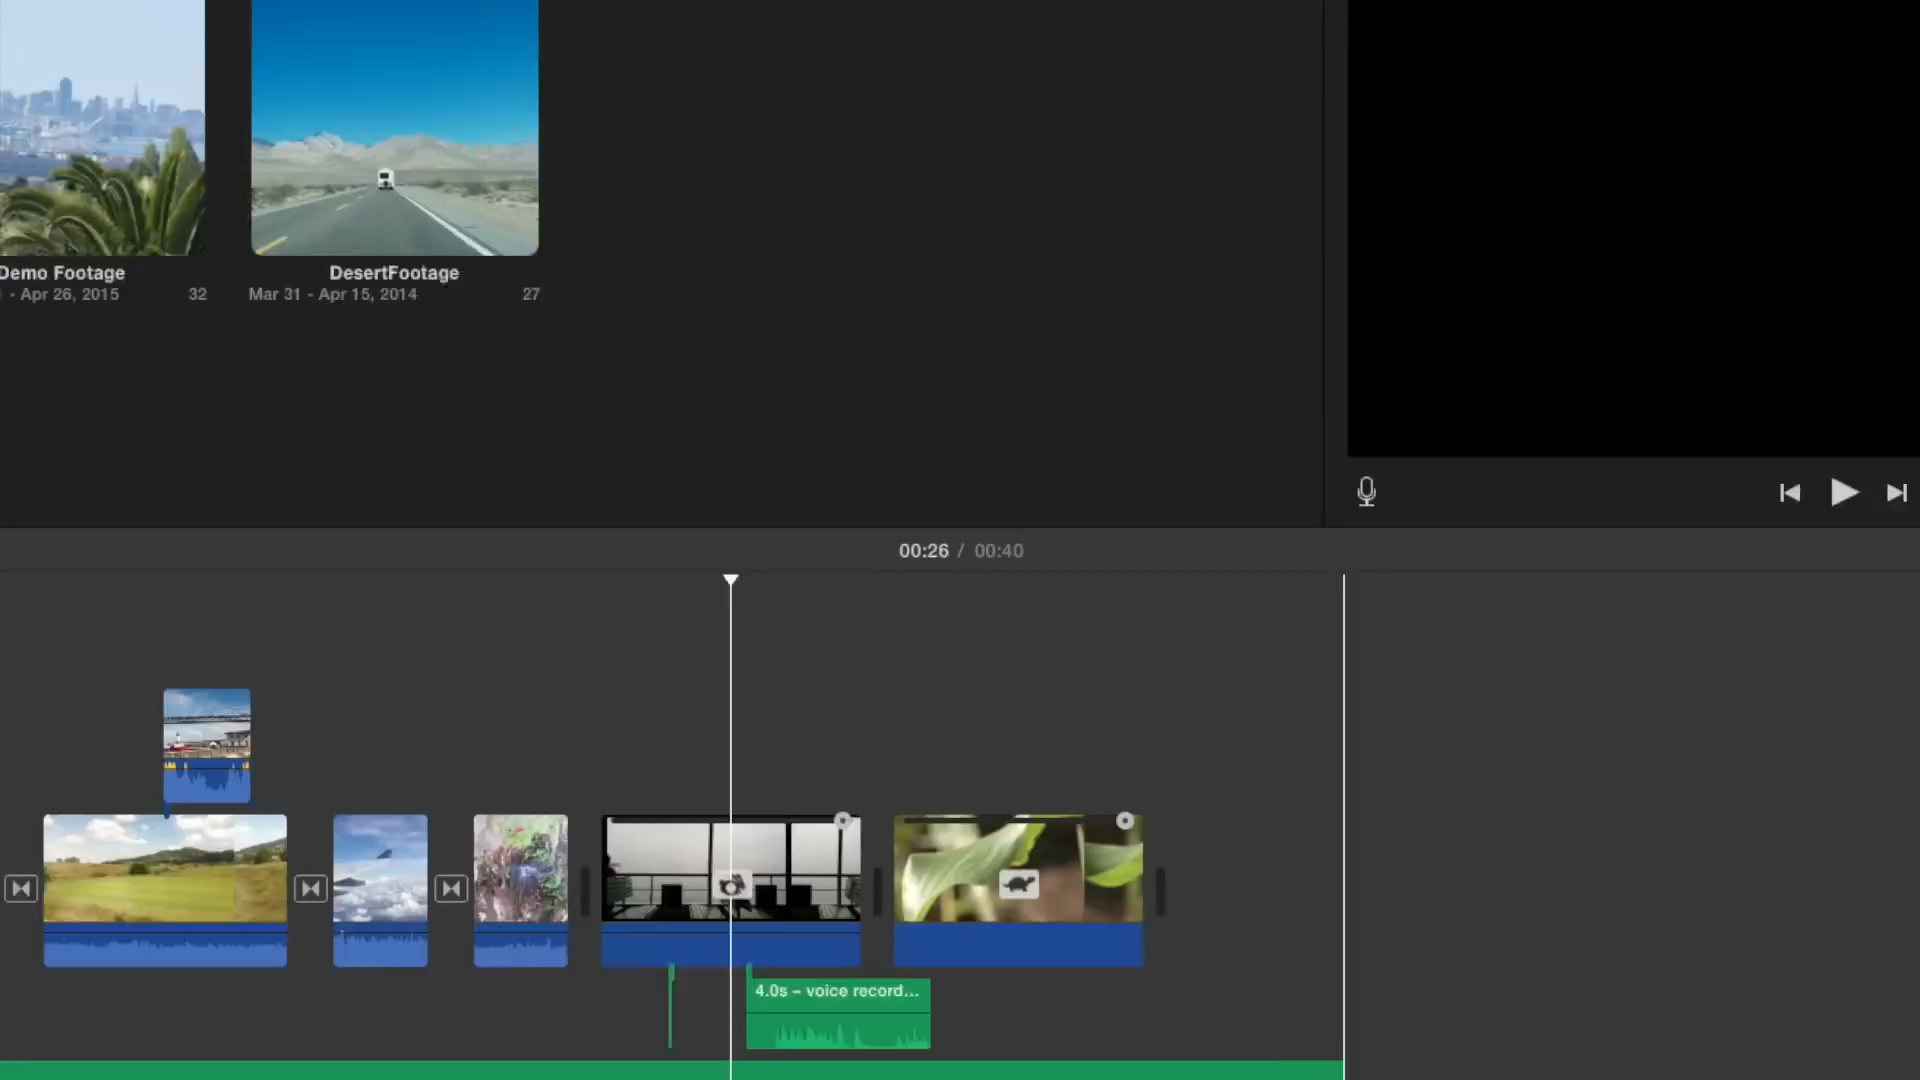 Demo Footage
- Apr 26, 2015 32
DesertFootage
Mar 31 - Apr 15, 2014 27
00:26 / 00:40
4.0s – voice record...